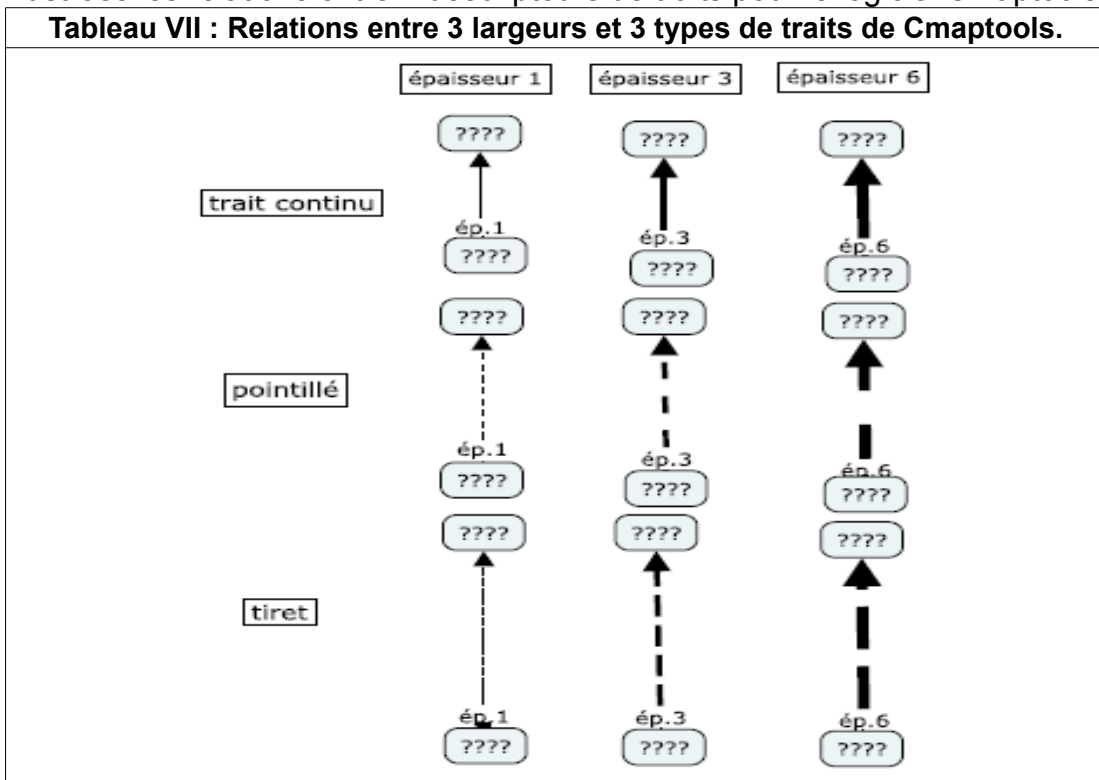 Tableau VII : Relations entre 3 largeurs et 3 types de traits de Cmaptools.
épaisseur 1 épaisseur 3 épaisseur 6
???? ???? ????
trait continu
ép.1 ép.3 ép.6
???? ???? ????
???? ???? ????
pointillé
ép.1 ép.3 ép.6
???? ???? ????
???? ???? ????
tiret
ép.1 ép.3 ép.6
???? ???? ????